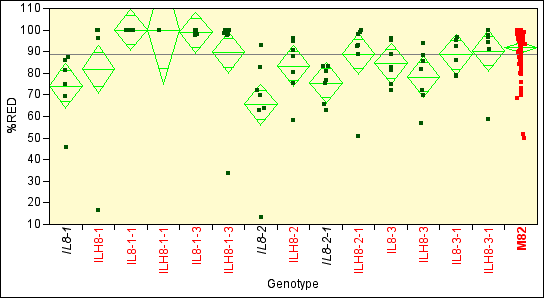 %RED
110
100
90
80
70
60
50
40
30
20
10
IL8-1
ILH8-1
IL8-1-1
ILH8-1-1
IL8-1-3
ILH8-1-3
IL8-2
ILH8-2
IL8-2-1
ILH8-2-1
IL8-3
ILH8-3
IL8-3-1
ILH8-3-1
M82
Genotype